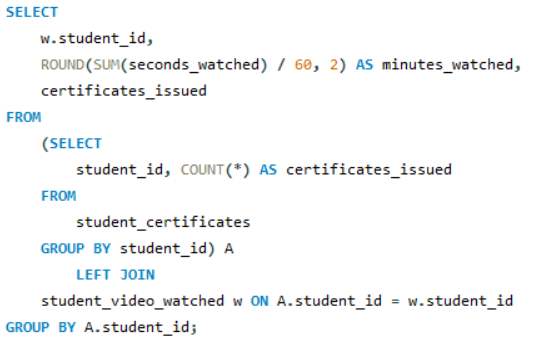 SELECT
w.student_id,
ROUND(SUM(seconds_watched) / 60, 2) AS minutes_watched,
certificates_issued
FROM
(SELECT
student_id, COUNT(*) AS certificates_issued
FROM
student_certificates
GROUP BY student_id) A
LEFT JOIN
student_video_watched w ON A.student_id = w.student_id
GROUP BY A.student_id;